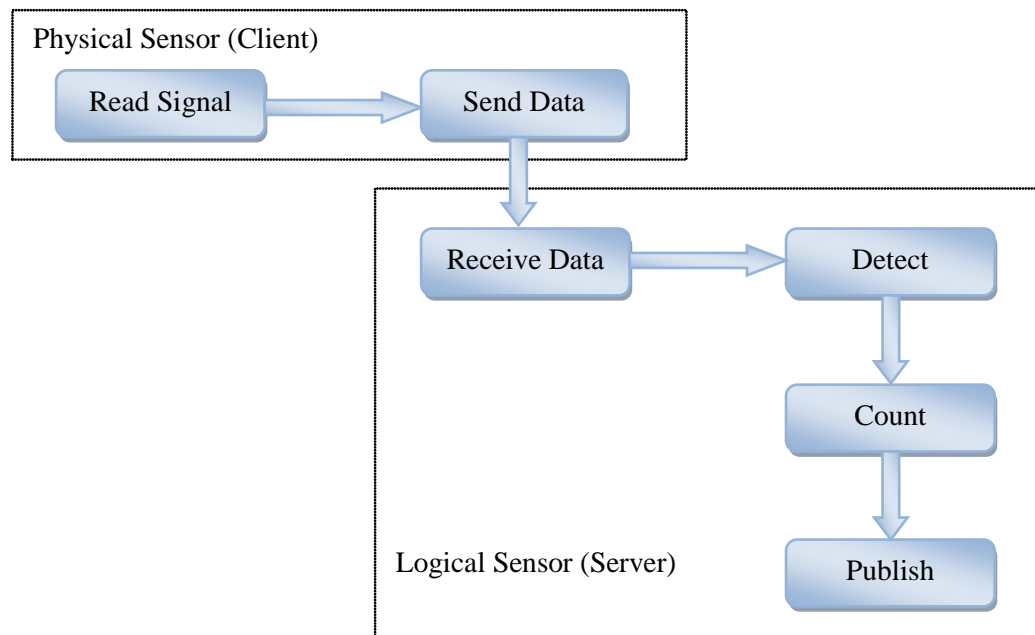 Physical Sensor (Client)
Read Signal
Send Data
Receive Data
Detect
Count
Publish
Logical Sensor (Server)